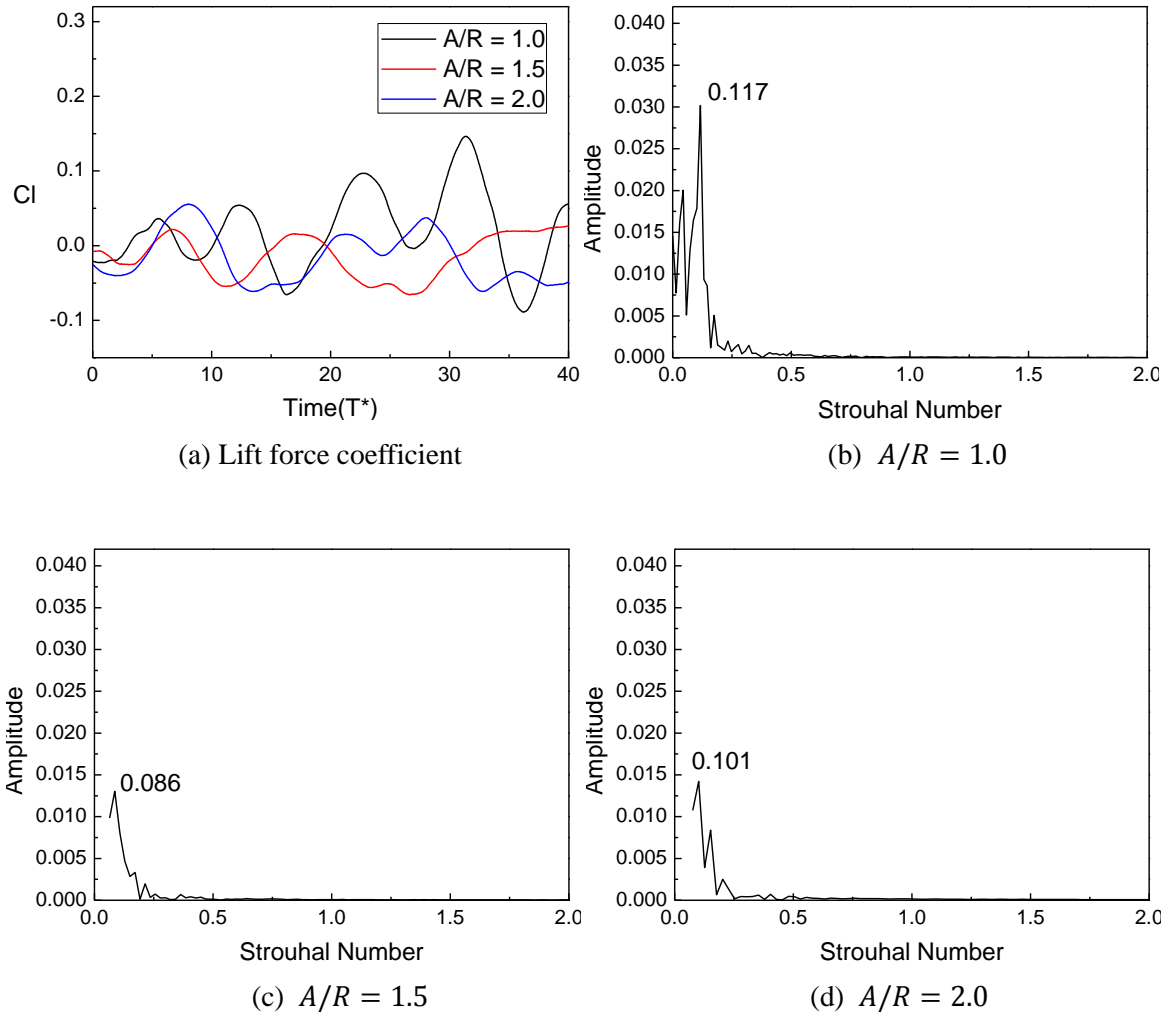 0.3
0.2
0.1
0.0
-0.1
Cl
A/R = 1.0
A/R = 1.5
A/R = 2.0
0 10 20 30 40
Time(T*)
(a) Lift force coefficient
0.040
0.035
0.030
0.025
0.020
0.015
0.010
0.005
0.000
Amplitude
0.117
0.0 0.5 1.0 1.5 2.0
Strouhal Number
(b) A/R = 1.0
0.040
0.035
0.030
0.025
0.020
0.015
0.010
0.005
0.000
Amplitude
0.086
0.0 0.5 1.0 1.5 2.0
Strouhal Number
(c) A/R = 1.5
0.040
0.035
0.030
0.025
0.020
0.015
0.010
0.005
0.000
Amplitude
0.101
0.0 0.5 1.0 1.5 2.0
Strouhal Number
(d) A/R = 2.0